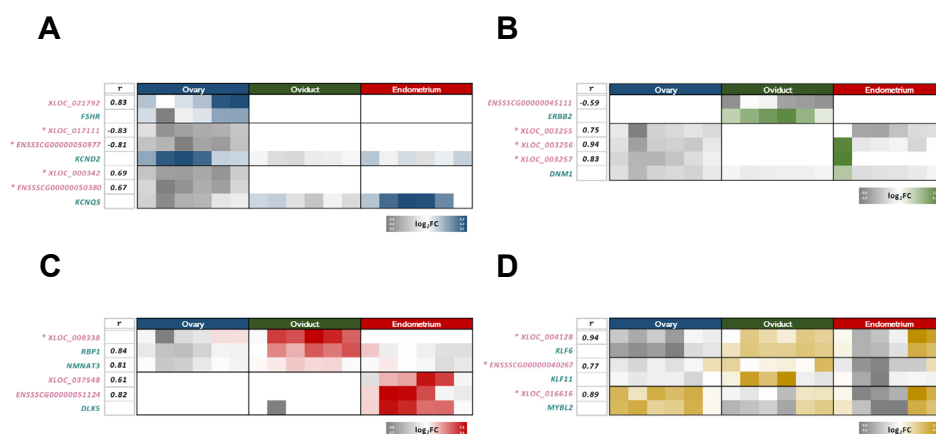 A
r Ovary Oviduct Endometrium
XLOC_021792 0.83
FSHR
* XLOC_017111 -0.83
* ENSSSCG00000050977 -0.81
KCND2
* XLOC_000342 0.69
* ENSSSCG00000050380 0.67
KCNQ5
log2FC
B
r Ovary Oviduct Endometrium
ENSSSCG00000045111 -0.59
ERBB2
* XLOC_003255 0.75
* XLOC_003256 0.94
* XLOC_003257 0.83
DNM1
log2FC
C
r Ovary Oviduct Endometrium
* XLOC_008338
RBP1 0.84
NMNAT3 0.81
XLOC_037548 0.61
ENSSSCG00000051124 0.82
DLX5
log2FC
D
r Ovary Oviduct Endometrium
* XLOC_004128 0.94
KLF6
* ENSSSCG00000040267 0.77
KLF11
* XLOC_016616 0.89
MYBL2
log2FC